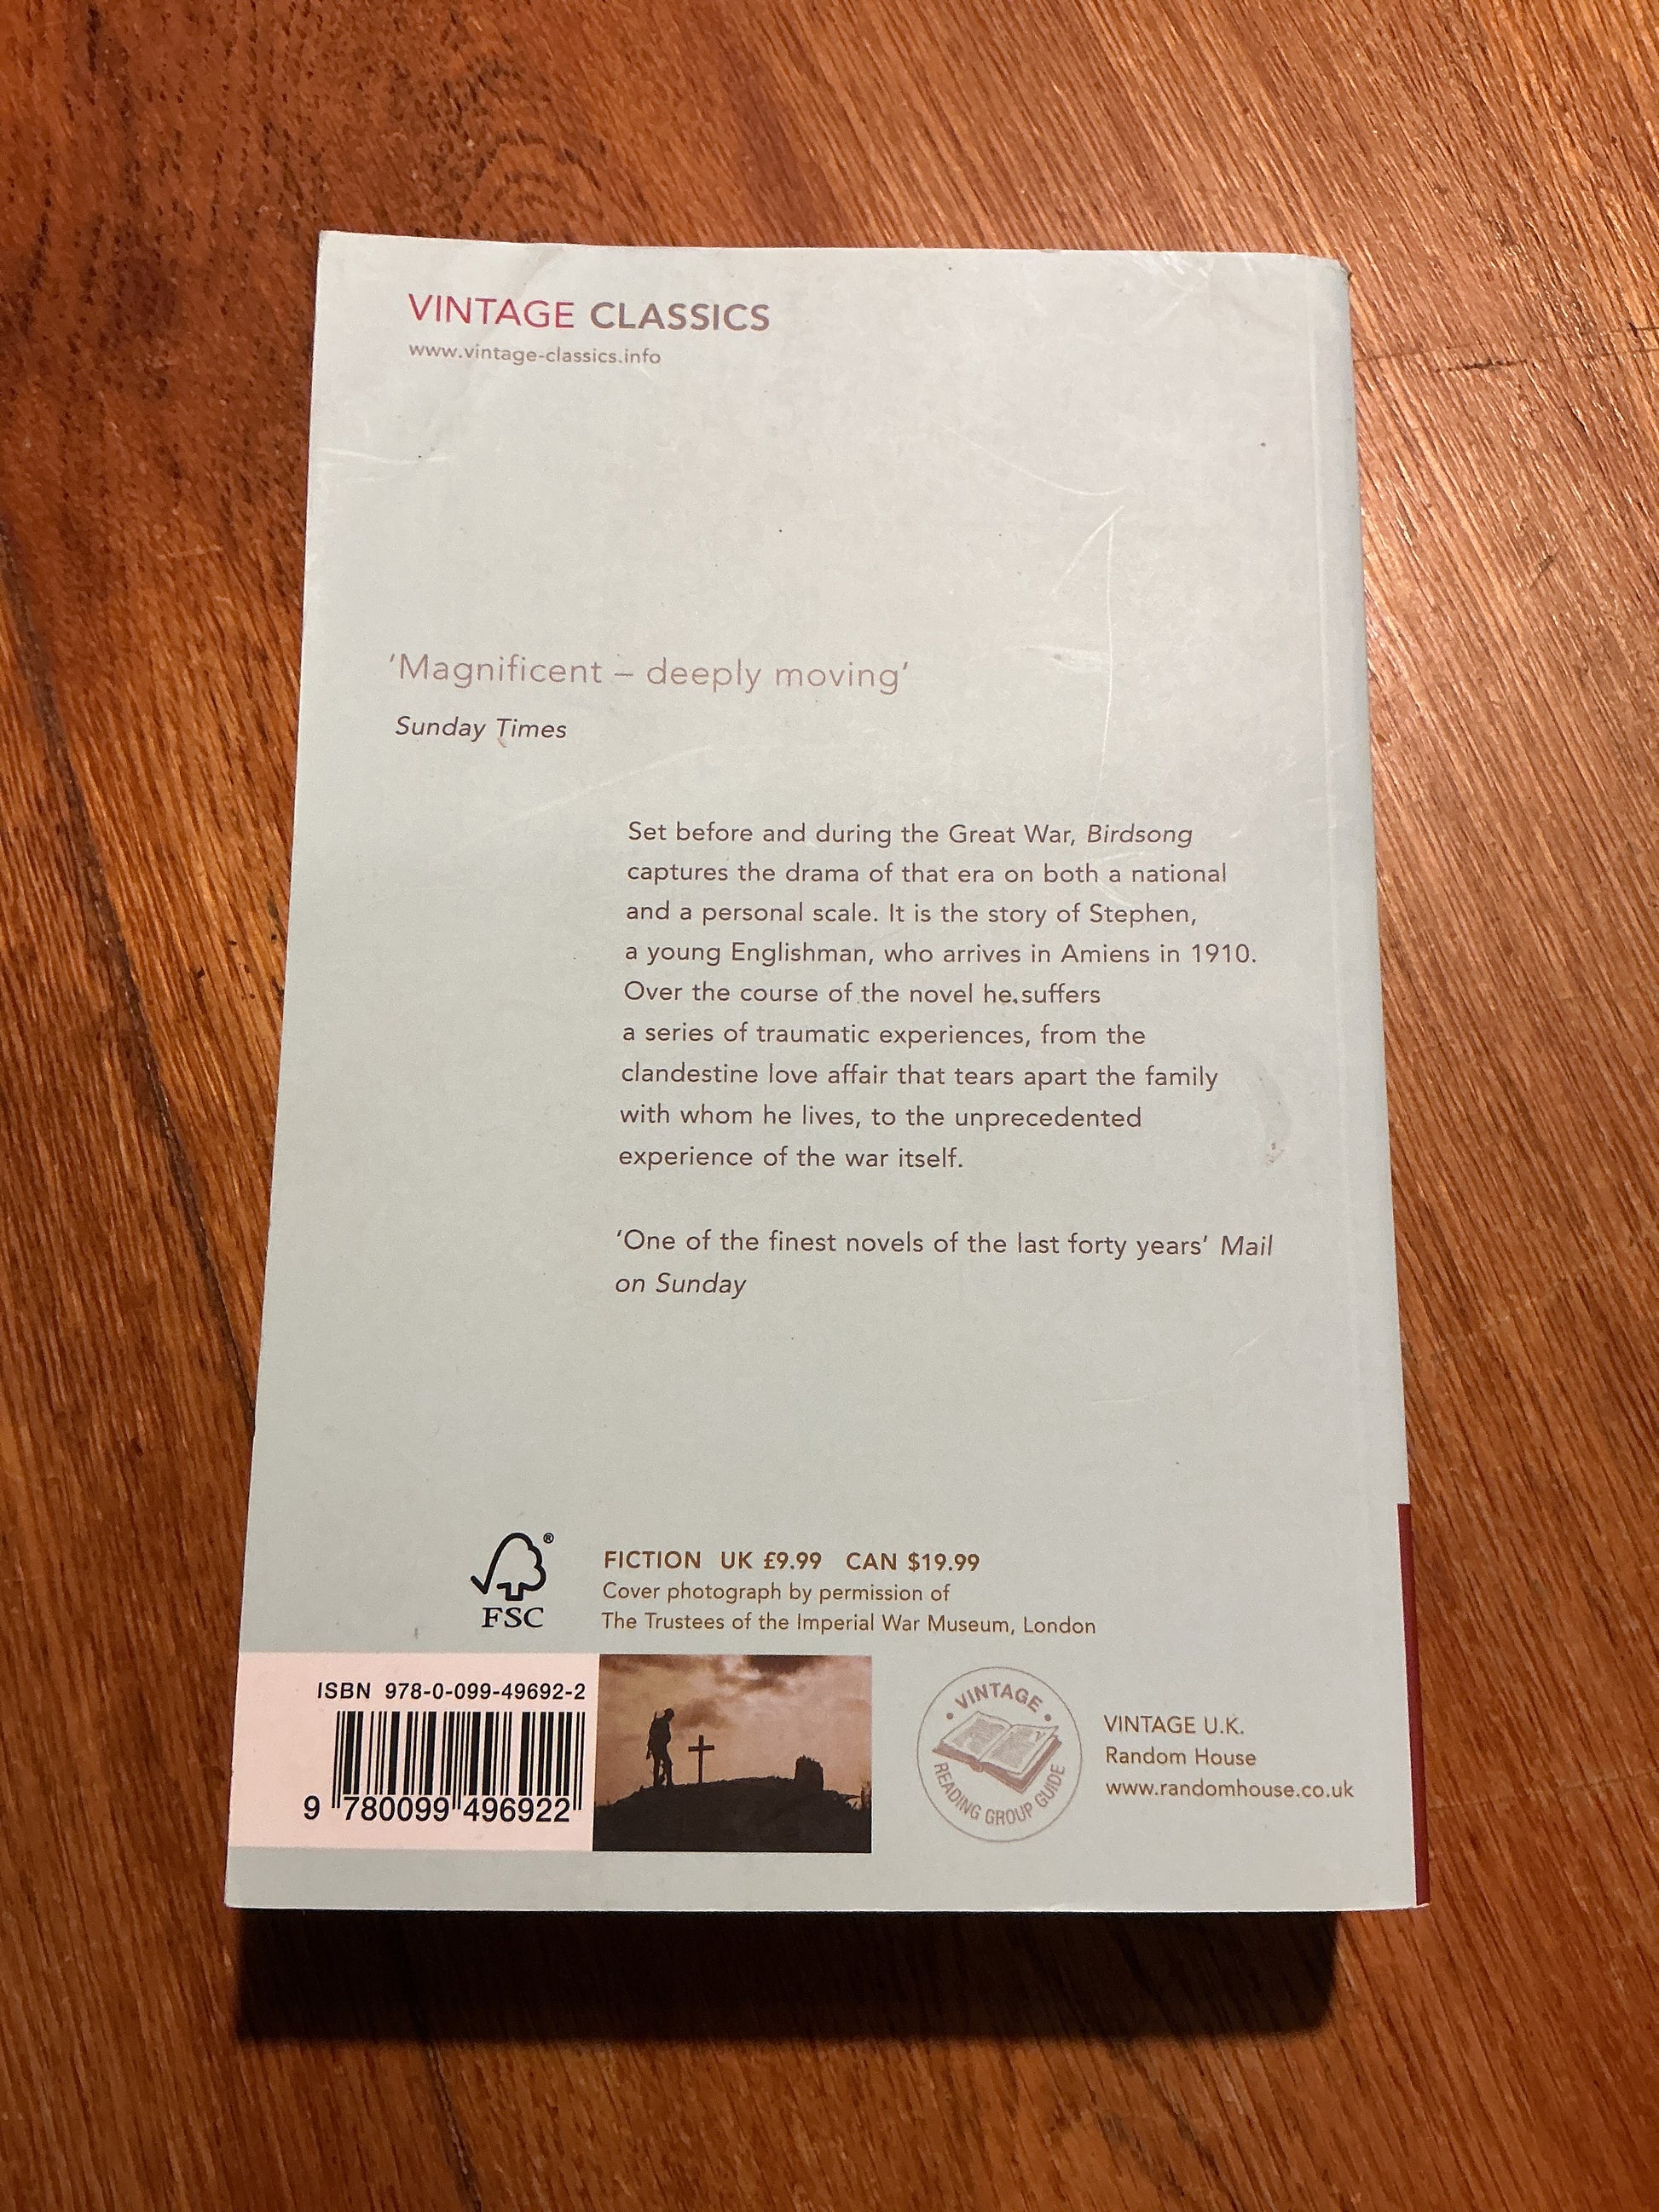 VINTAGE CLASSICS
www.vintage-classics.info
‘Magnificent – deeply moving’
Sunday Times
Set before and during the Great War, Birdsong
captures the drama of that era on both a national
and a personal scale. It is the story of Stephen,
a young Englishman, who arrives in Amiens in 1910.
Over the course of the novel he suffers
a series of traumatic experiences, from the
clandestine love affair that tears apart the family
with whom he lives, to the unprecedented
experience of the war itself.
‘One of the finest novels of the last forty years’ Mail
on Sunday
®
FSC
FICTION UK £9.99 CAN $19.99
Cover photograph by permission of
The Trustees of the Imperial War Museum, London
ISBN 978-0-099-49692-2
9 780099 496922
• VINTAGE •
READING GROUP GUIDE
VINTAGE U.K.
Random House
www.randomhouse.co.uk